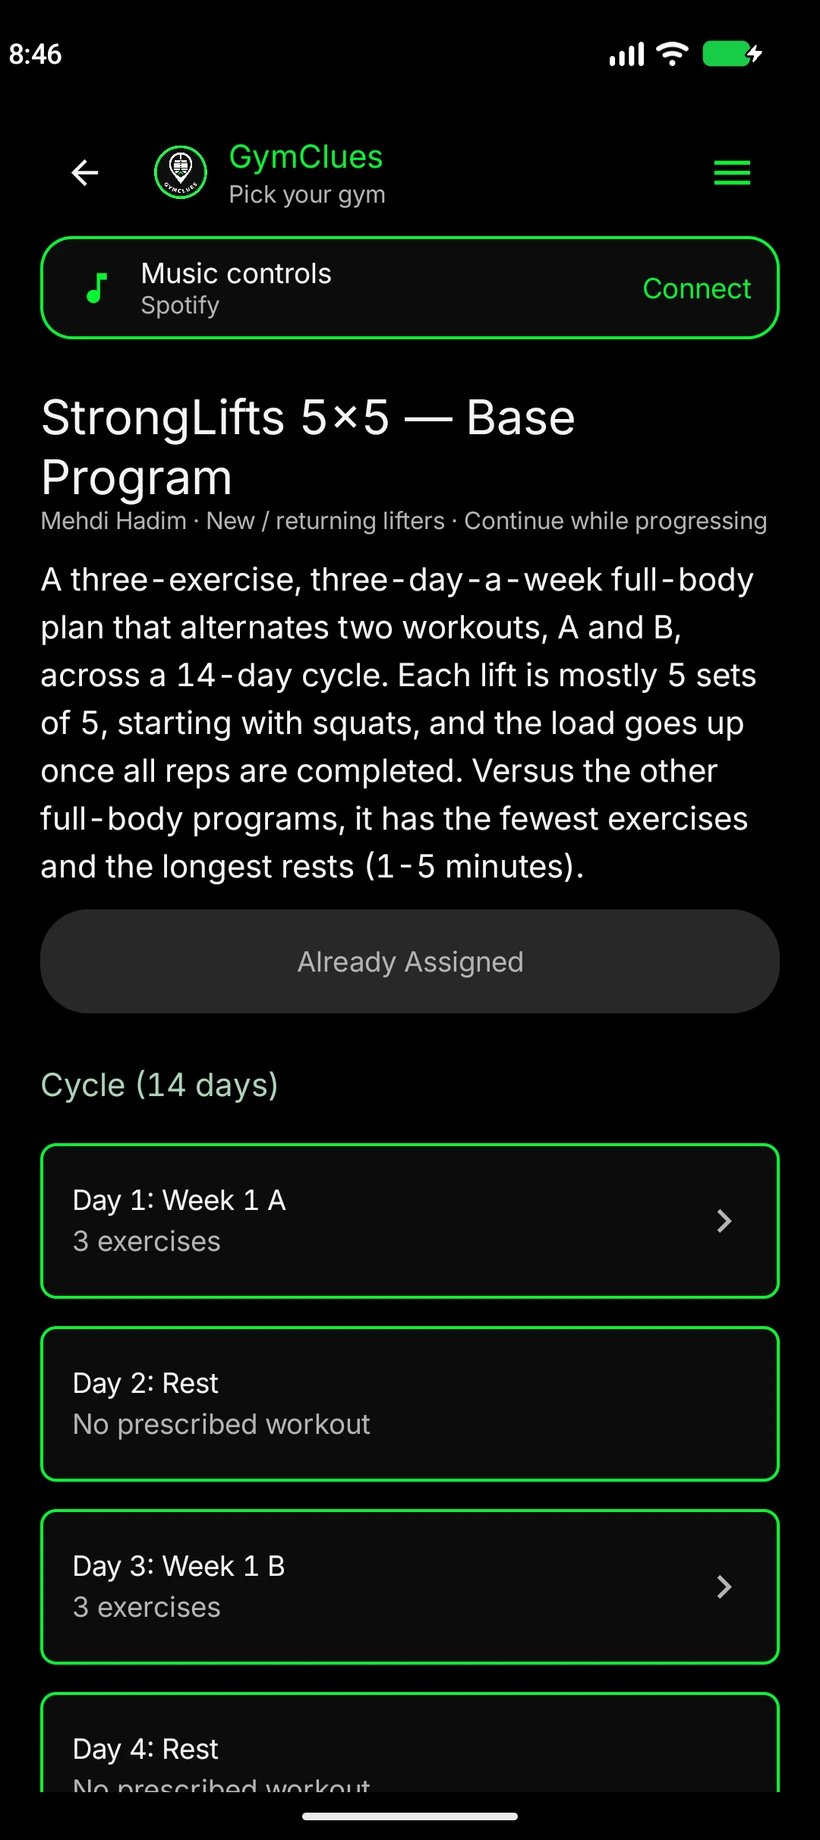 8:46
GymClues
Pick your gym
GYMCLUES
Music controls
Spotify
Connect
StrongLifts 5×5 — Base
Program
Mehdi Hadim · New / returning lifters · Continue while progressing
A three-exercise, three-day-a-week full-body
plan that alternates two workouts, A and B,
across a 14-day cycle. Each lift is mostly 5 sets
of 5, starting with squats, and the load goes up
once all reps are completed. Versus the other
full-body programs, it has the fewest exercises
and the longest rests (1-5 minutes).
Already Assigned
Cycle (14 days)
Day 1: Week 1 A
3 exercises
Day 2: Rest
No prescribed workout
Day 3: Week 1 B
3 exercises
Day 4: Rest
No prescribed workout